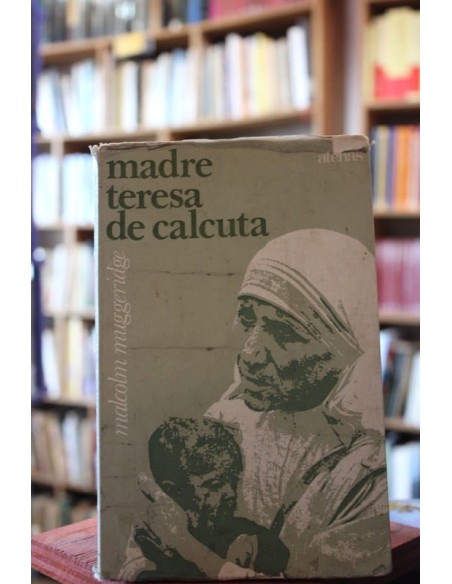 madre
teresa
de calcuta
atenas
malcolm muggeridge